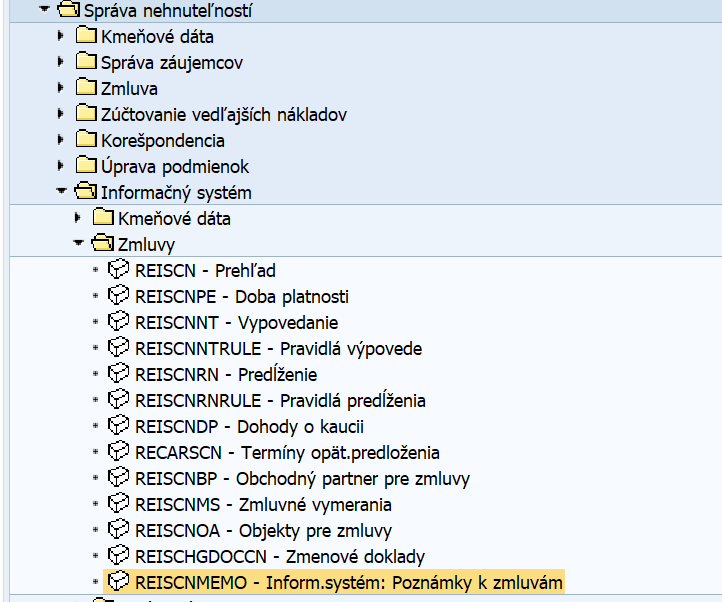 Správa nehnuteľností
Kmeňové dáta
Správa záujemcov
Zmluva
Zúčtovanie vedľajších nákladov
Korešpondencia
Úprava podmienok
Informačný systém
Kmeňové dáta
Zmluvy
REISCN - Prehľad
REISCNPE - Doba platnosti
REISCNNT - Vypovedanie
REISCNNTRULE - Pravidlá výpovede
REISCNRN - Predĺženie
REISCNRNRULE - Pravidlá predĺženia
REISCNDP - Dohody o kaucii
RECARSCN - Termíny opät.predloženia
REISCNBP - Obchodný partner pre zmluvy
REISCNMS - Zmluvné vymerania
REISCNOA - Objekty pre zmluvy
REISCHGDOCCN - Zmenové doklady
REISCNMEMO - Inform.systém: Poznámky k zmluvám